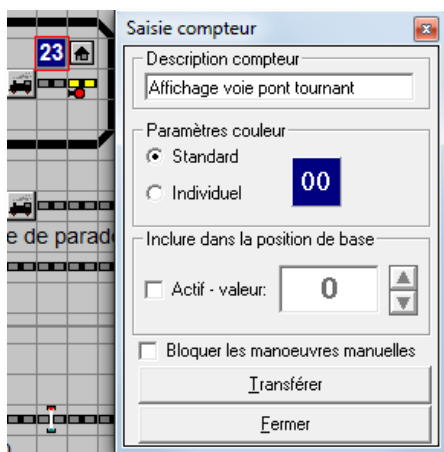 Saisie compteur
23
Description compteur
Affichage voie pont tournant
Paramètres couleur
Standard
00
Individuel
e de parad
Inclure dans la position de base
Actif - valeur:
0
Bloquer les manoeuvres manuelles
Transférer
Fermer